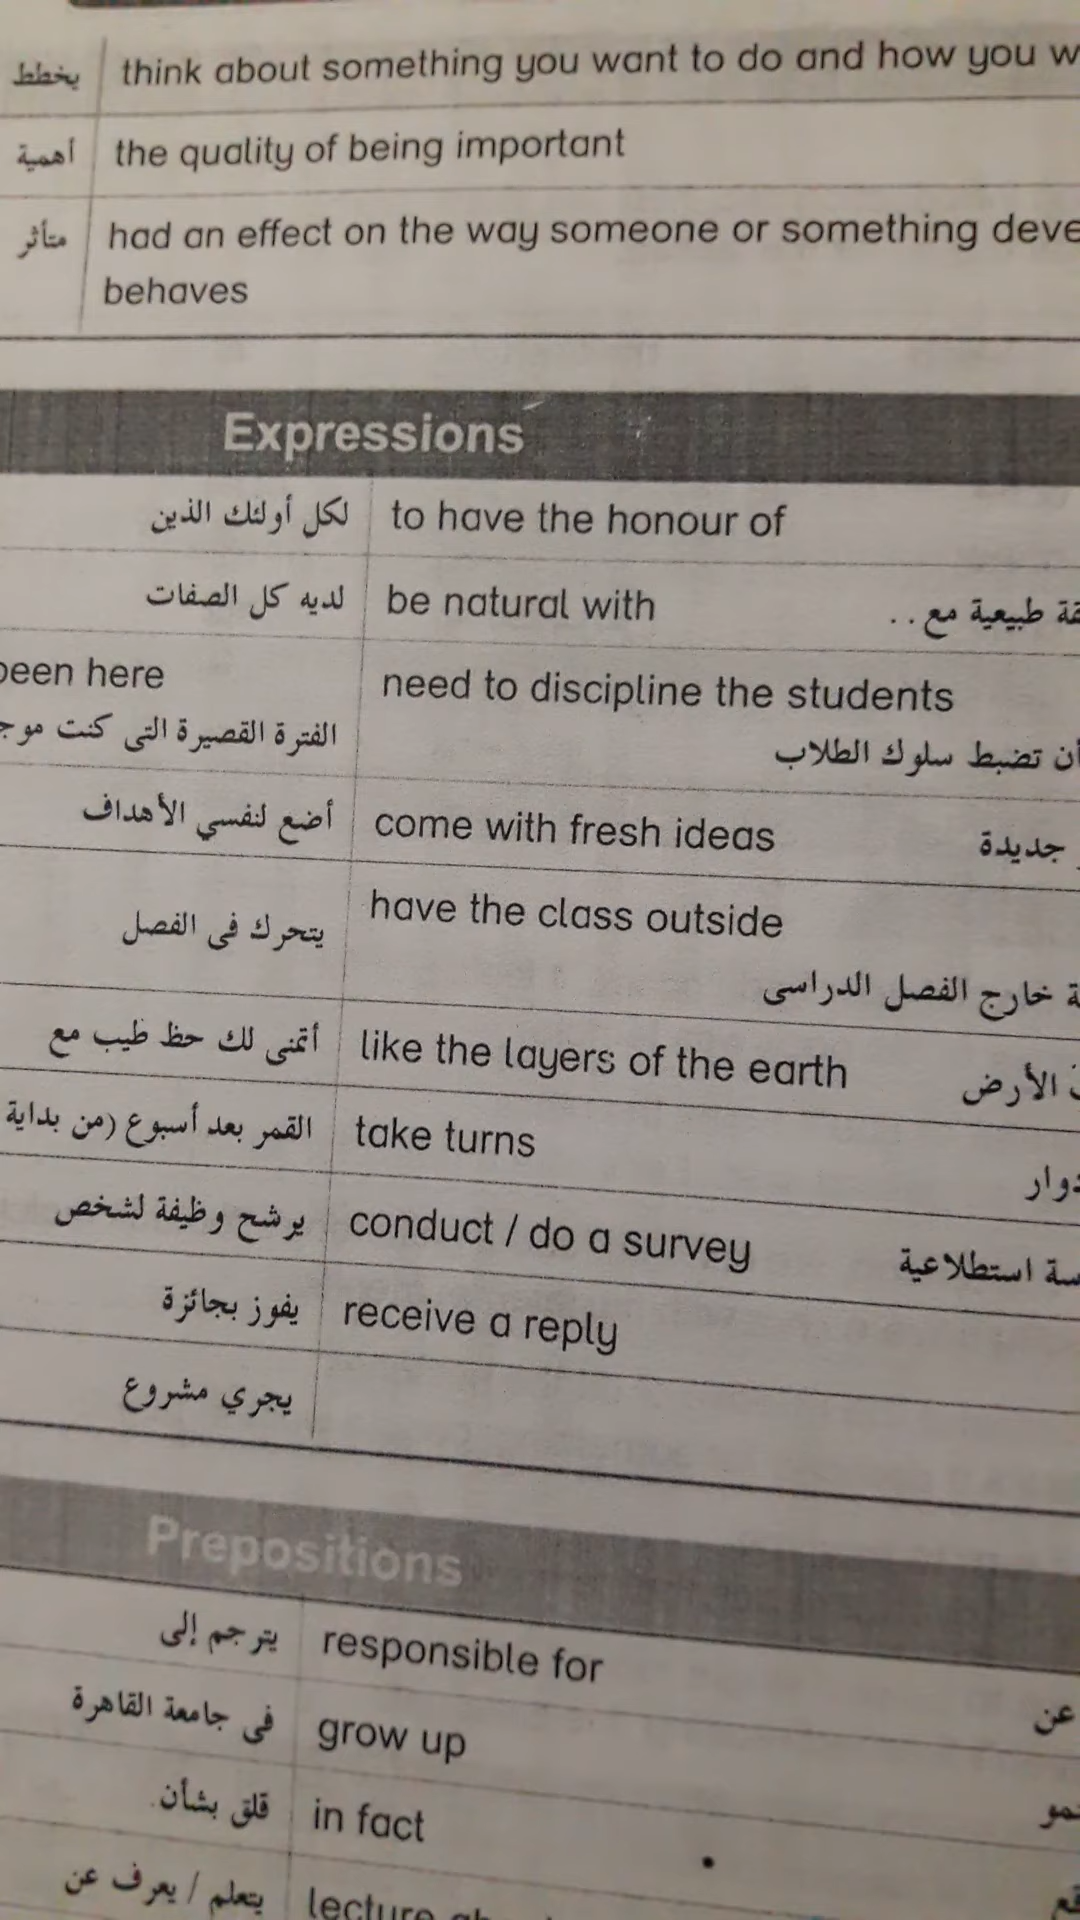 يخطط think about something you want to do and how you
أهمية the quality of being important
متأثر had an effect on the way someone or something
behaves
Expressions
لكل أولئك الذين to have the honour of
لديه كل الصفات be natural with طبيعية مع ..
been here need to discipline the students
الفترة القصيرة التى كنت أن تضبط سلوك الطلاب
أضع لنفسي الأهداف come with fresh ideas جديدة
have the class outside
يتحرك فى الفصل خارج الفصل الدراسى
أتمنى لك حظ طيب مع like the layers of the earth الأرض
القمر بعد أسبوع (من بداية take turns
يرشح وظيفة لشخص conduct / do a survey استطلاعية
يفوز بجائزة receive a reply
يجري مشروع
Prepositions
يترجم إلى responsible for عن
فى جامعة القاهرة grow up
قلق بشأن in fact
يتعلم / يعرف عن lecture